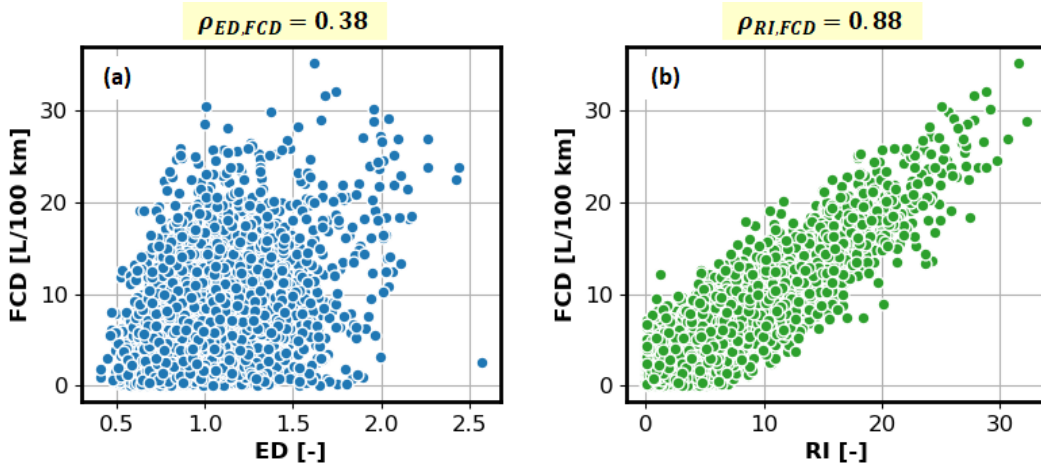 ρED,FCD = 0.38
(a)
FCD [L/100 km]
30
20
10
0
0.5 1.0 1.5 2.0 2.5
ED [-]
ρRI,FCD = 0.88
(b)
FCD [L/100 km]
30
20
10
0
0 10 20 30
RI [-]